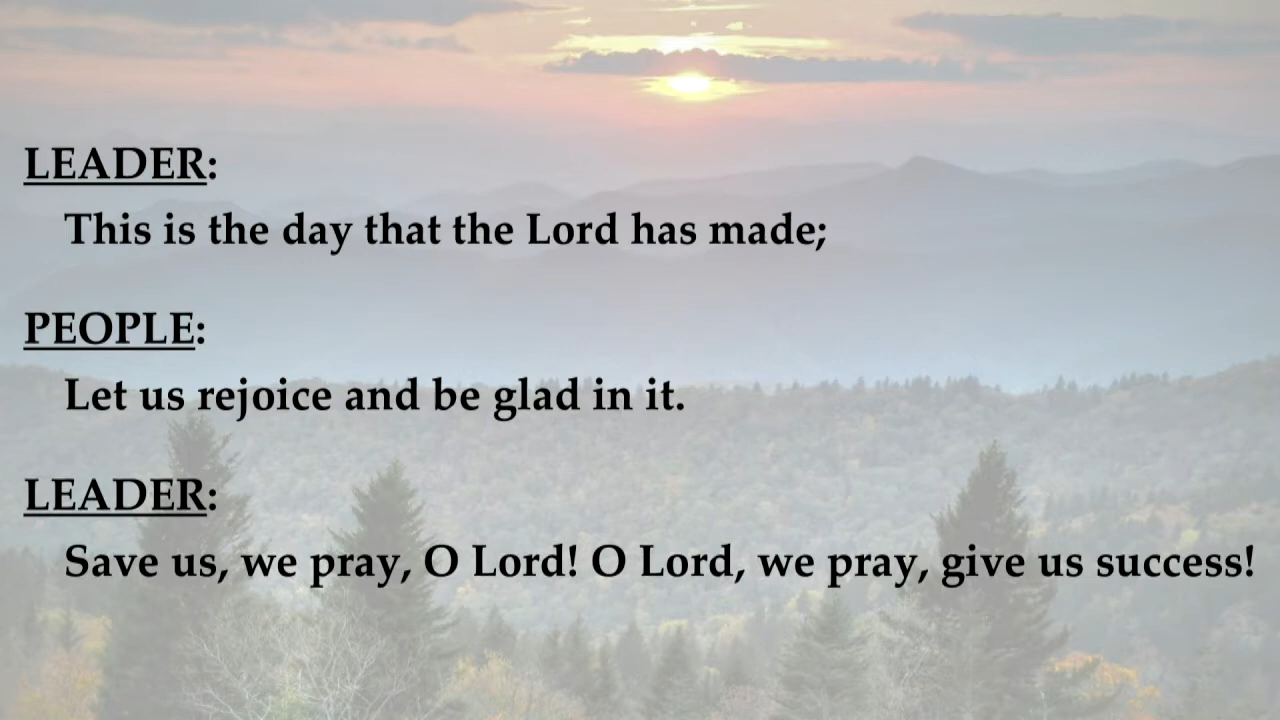 LEADER:
This is the day that the Lord has made;
PEOPLE:
Let us rejoice and be glad in it.
LEADER:
Save us, we pray, O Lord! O Lord, we pray, give us success!